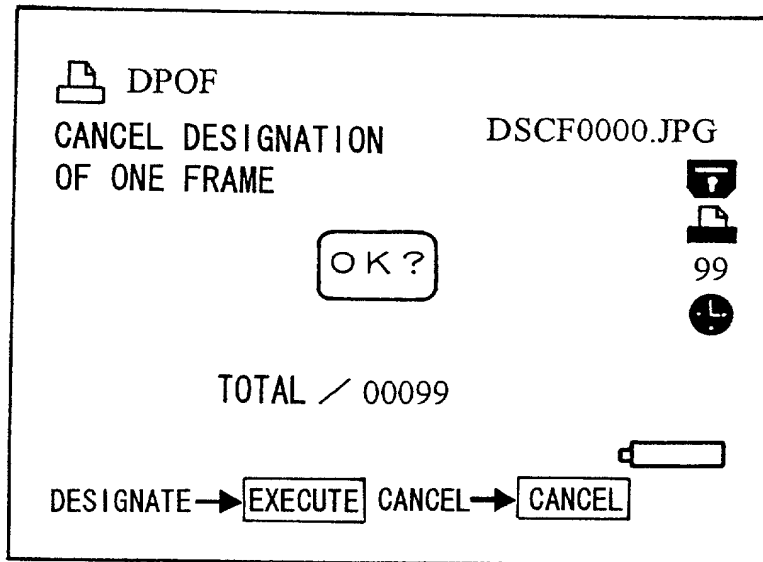 DPOF
CANCEL DESIGNATION
OF ONE FRAME
DSCF0000.JPG
OK?
99
TOTAL / 00099
DESIGNATE→EXECUTE CANCEL→CANCEL